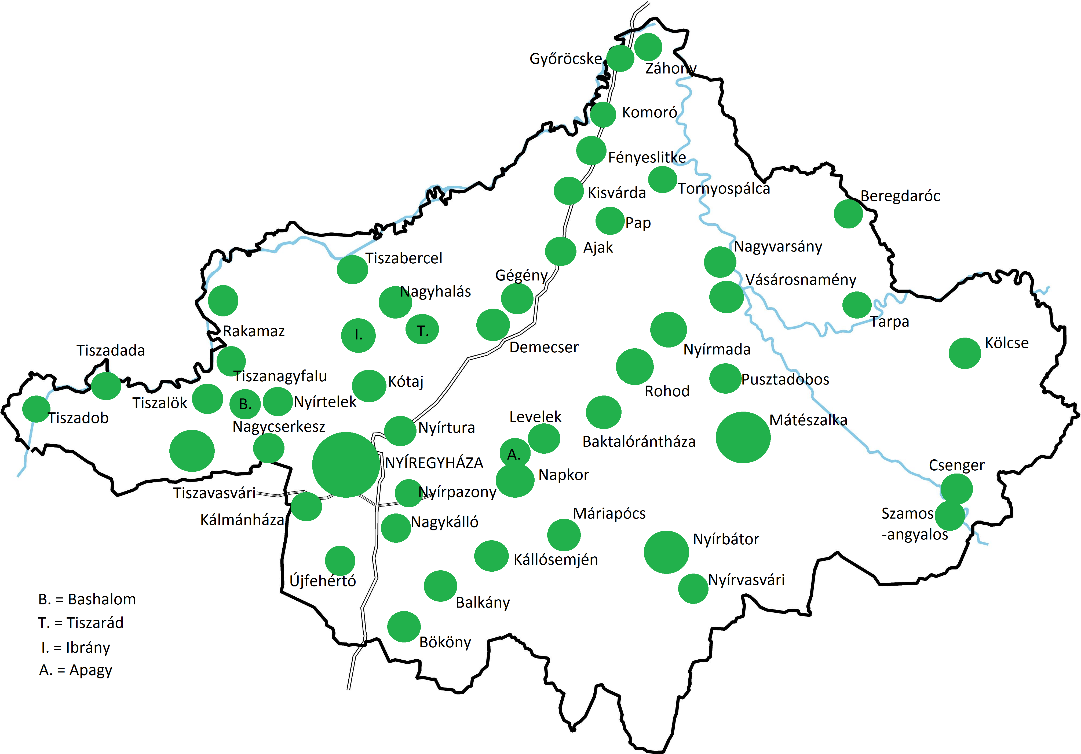 Győröcske
Záhony
Komoró
Fényeslitke
Kisvárda
Tornyospálca
Beregdaróc
Pap
Ajak
Nagyvarsány
Tiszabercel
Gégény
Vásárosnamény
Nagyhalás
Rakamaz
I.
T.
Demecser
Tarpa
Nyírmada
Kölcse
Tiszadada
Tiszanagyfalu
Kótaj
Rohod
Pusztadobos
Tiszalök
B.
Nyírtelek
Tiszadob
Nagycserkesz
Nyírtura
Levelek
Baktalórántháza
Mátészalka
A.
NYÍREGYHÁZA
Napkor
Csenger
Tiszavasvári
Nyírpazony
Kálmánháza
Nagykálló
Máriapócs
Szamos
-angyalos
Nyírbátor
Kállósemjén
Újfehértó
Nyírvasvári
Balkány
Bököny
B. = Bashalom
T. = Tiszarád
I. = Ibrány
A. = Apagy